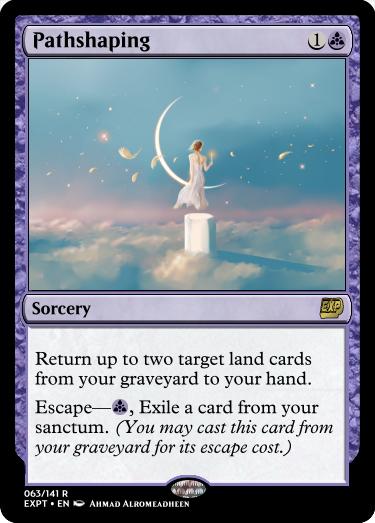 Pathshaping
1
Sorcery
EXP
Return up to two target land cards
from your graveyard to your hand.
Escape—, Exile a card from your
sanctum. (You may cast this card from
your graveyard for its escape cost.)
063/141 R
EXPT • EN Ahmad Alromeadheen